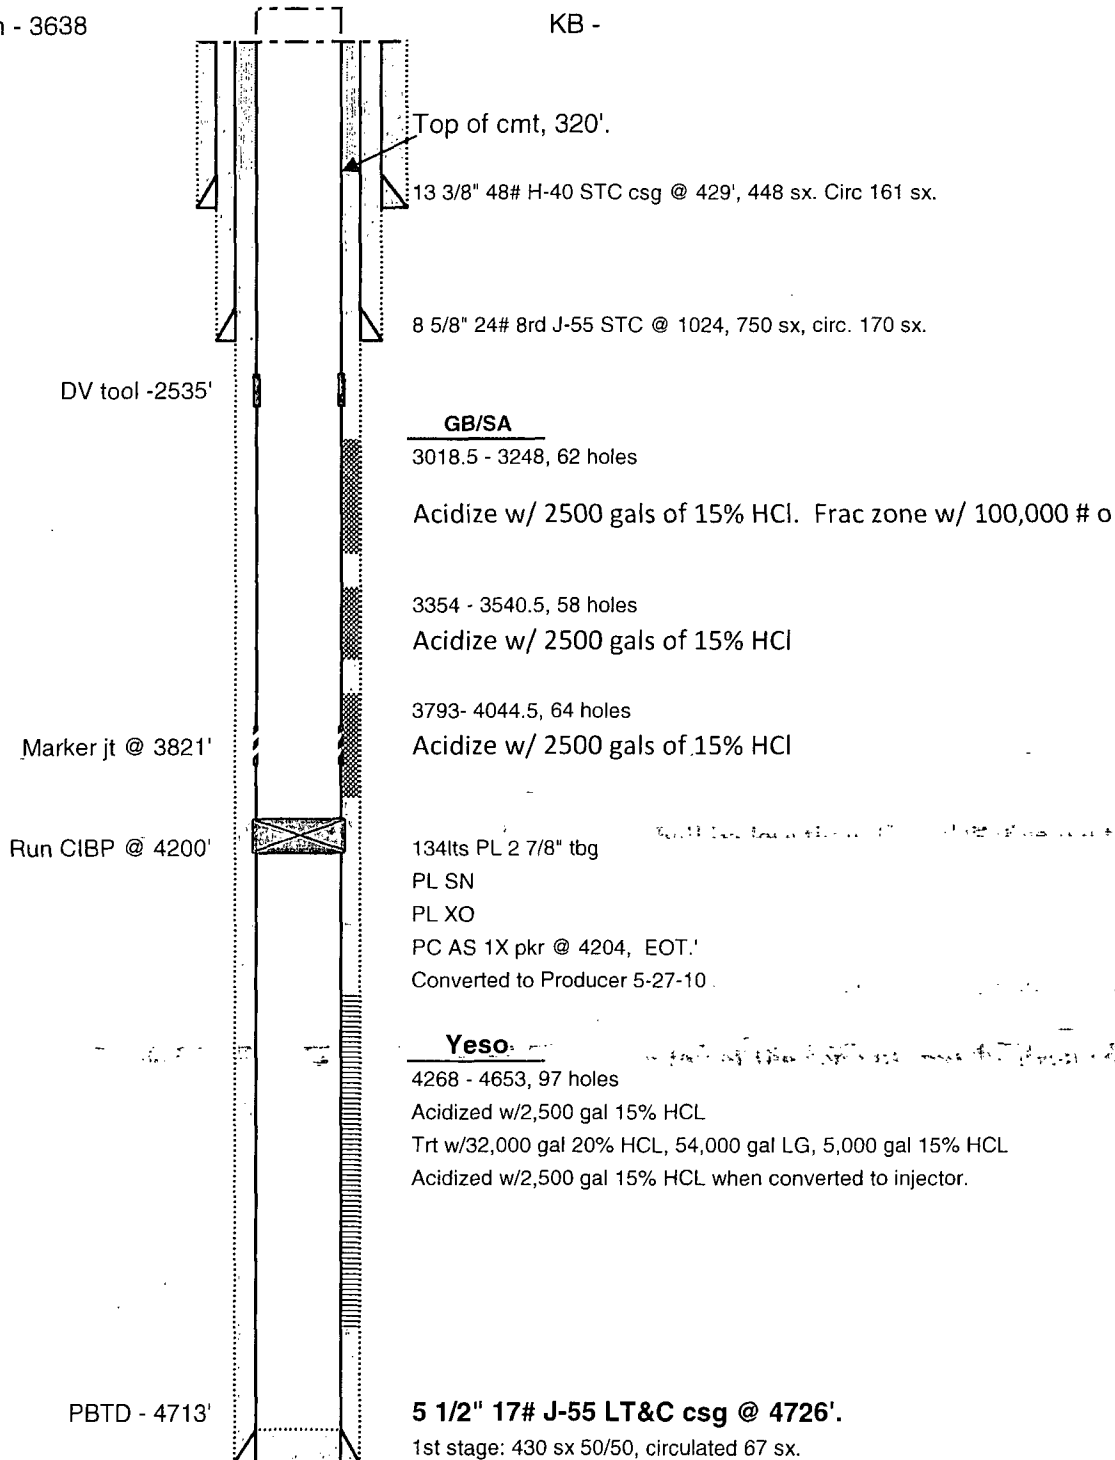 - 3638
KB -
Top of cmt, 320'.
13 3/8" 48# H-40 STC csg @ 429', 448 sx. Circ 161 sx.
8 5/8" 24# 8rd J-55 STC @ 1024, 750 sx, circ. 170 sx.
DV tool -2535'
GB/SA
3018.5 - 3248, 62 holes
Acidize w/ 2500 gals of 15% HCl. Frac zone w/ 100,000 # o
3354 - 3540.5, 58 holes
Acidize w/ 2500 gals of 15% HCl
3793- 4044.5, 64 holes
Marker jt @ 3821'
Acidize w/ 2500 gals of 15% HCl
Run CIBP @ 4200'
134lts PL 2 7/8" tbg
PL SN
PL XO
PC AS 1X pkr @ 4204, EOT.'
Converted to Producer 5-27-10
Yeso
4268 - 4653, 97 holes
Acidized w/2,500 gal 15% HCL
Trt w/32,000 gal 20% HCL, 54,000 gal LG, 5,000 gal 15% HCL
Acidized w/2,500 gal 15% HCL when converted to injector.
PBTD - 4713'
5 1/2" 17# J-55 LT&C csg @ 4726'.
1st stage: 430 sx 50/50, circulated 67 sx.